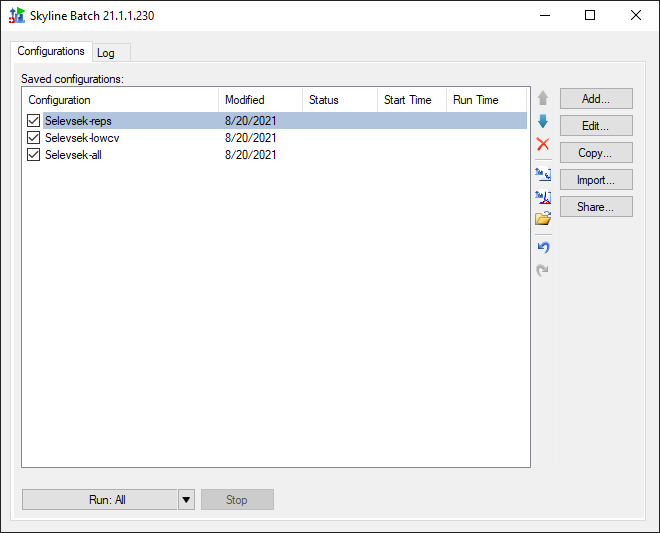 Skyline Batch 21.1.1.230
Configurations Log
Saved configurations:
Configuration Modified Status Start Time Run Time
Selevsek-reps 8/20/2021
Selevsek-lowcv 8/20/2021
Selevsek-all 8/20/2021
Add...
Edit...
Copy...
Import...
Share...
Run: All Stop